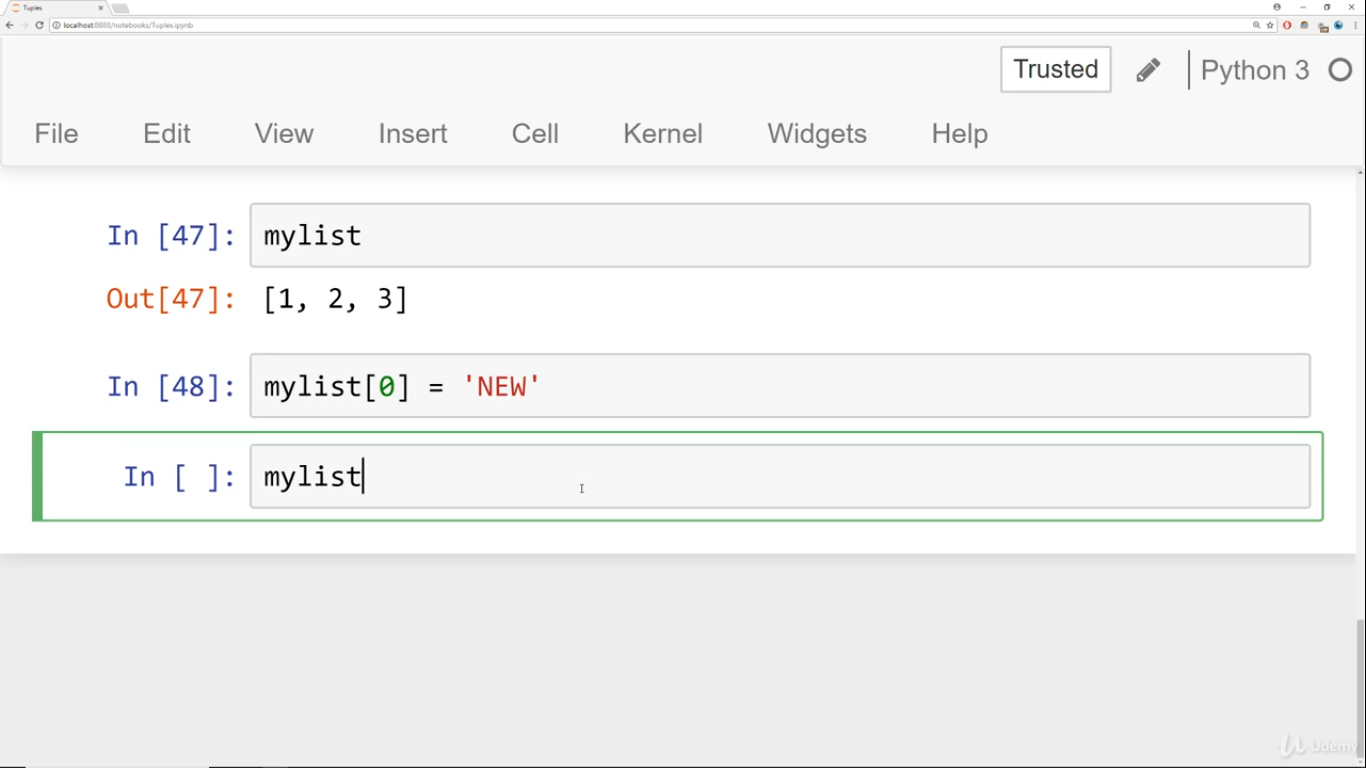 Tuples
localhost:8888/notebooks/Tuples.ipynb
Trusted
Python 3
File Edit View Insert Cell Kernel Widgets Help
In [47]: mylist
Out[47]: [1, 2, 3]
In [48]: mylist[0] = 'NEW'
In [ ]: mylist
Udemy